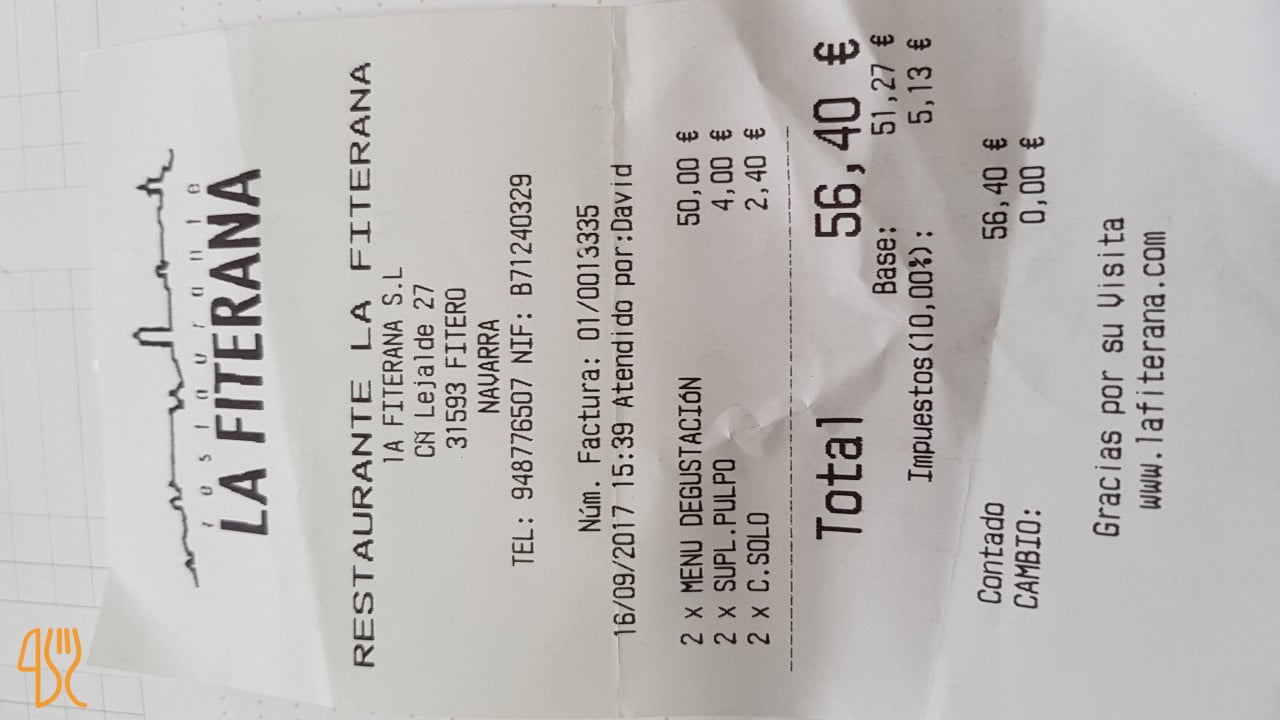 restaurante
LA FITERANA
RESTAURANTE LA FITERANA
lA FITERANA S.L
CÑ Lejalde 27
31593 FITERO
NAVARRA
TEL: 948776507 NIF: B71240329
Núm. Factura: 01/0013335
16/09/2017 15:39 Atendido por:David
2 x MENU DEGUSTACIÓN 50,00 €
2 x SUPL.PULPO 4,00 €
2 x C.SOLO 2,40 €
Total 56,40 €
Base: 51,27 €
Impuestos(10,00%): 5,13 €
Contado 56,40 €
CAMBIO: 0,00 €
Gracias por su Visita
www.lafiterana.com